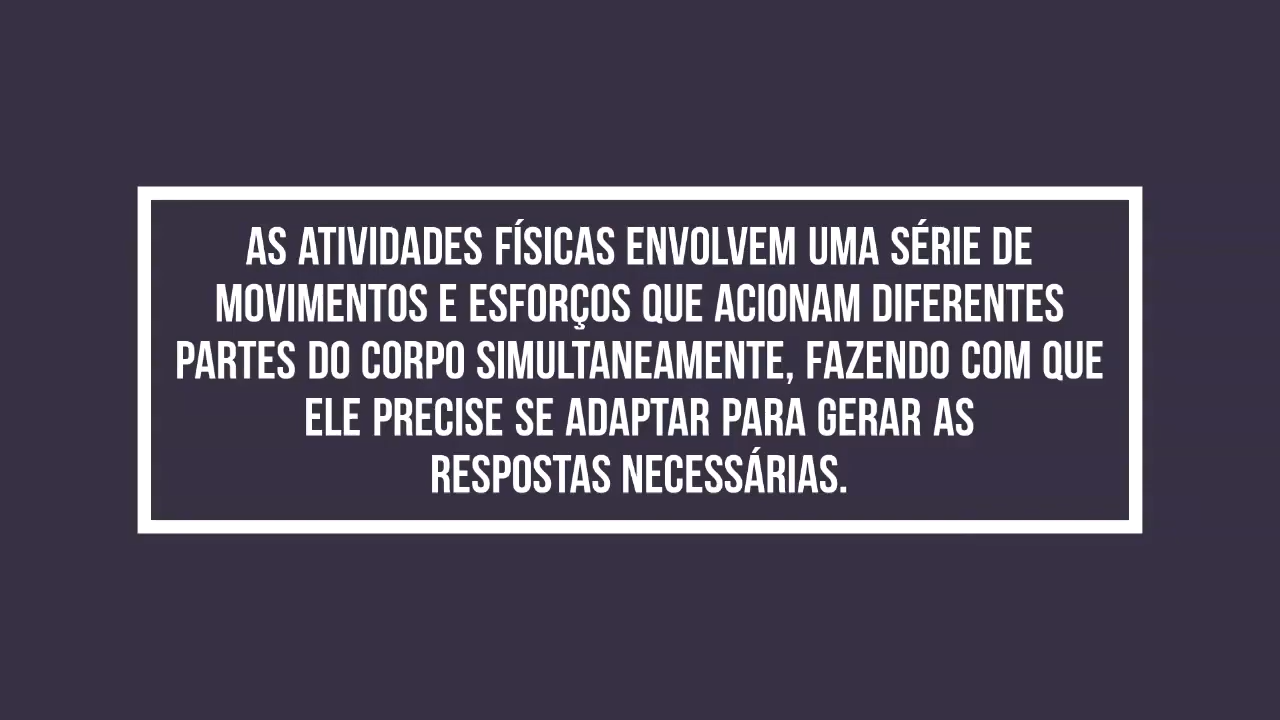 AS ATIVIDADES FÍSICAS ENVOLVEM UMA SÉRIE DE
MOVIMENTOS E ESFORÇOS QUE ACIONAM DIFERENTES
PARTES DO CORPO SIMULTANEAMENTE, FAZENDO COM QUE
ELE PRECISE SE ADAPTAR PARA GERAR AS
RESPOSTAS NECESSÁRIAS.